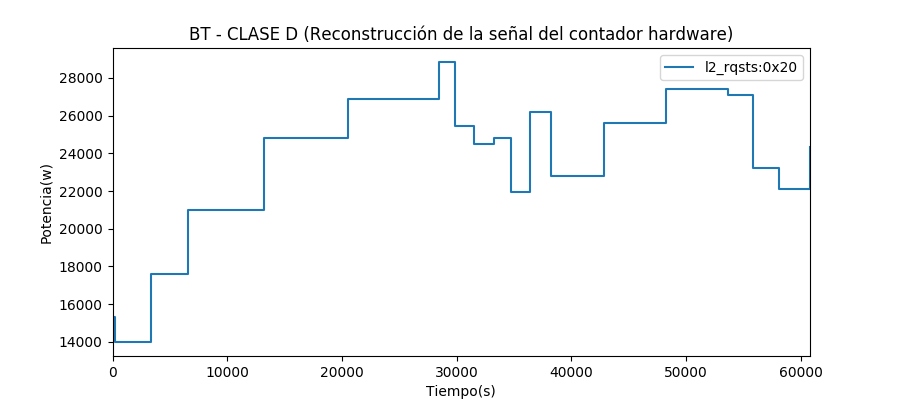 BT - CLASE D (Reconstrucción de la señal del contador hardware)
l2_rqsts:0x20
Potencia(w)
28000
26000
24000
22000
20000
18000
16000
14000
0 10000 20000 30000 40000 50000 60000
Tiempo(s)